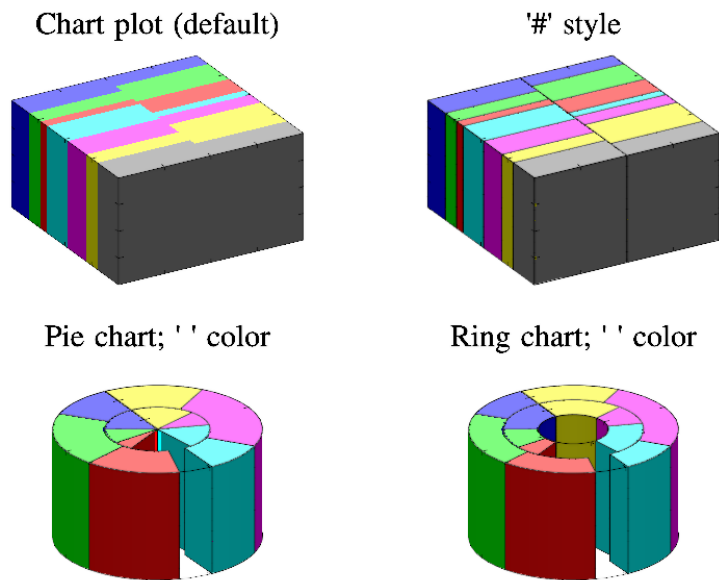 Chart plot (default)
'#' style
Pie chart; ' ' color
Ring chart; ' ' color